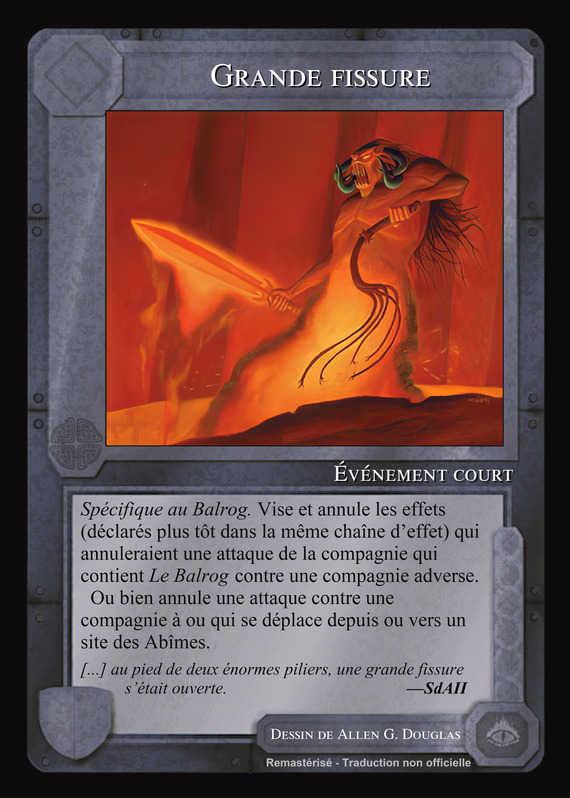 Grande fissure
Événement court
Spécifique au Balrog. Vise et annule les effets
(déclarés plus tôt dans la même chaîne d'effet) qui
annuleraient une attaque de la compagnie qui
contient Le Balrog contre une compagnie adverse.
Ou bien annule une attaque contre une
compagnie à ou qui se déplace depuis ou vers un
site des Abîmes.
[...] au pied de deux énormes piliers, une grande fissure
s'était ouverte. —SdAII
Dessin de Allen G. Douglas
Remastérisé - Traduction non officielle